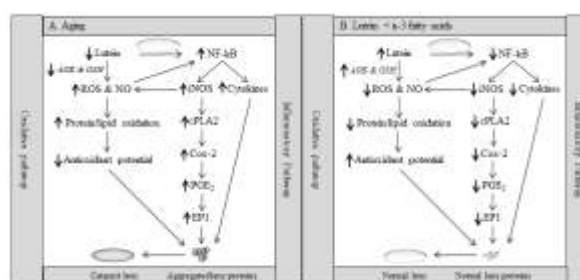 A. Aging
Lutein
NF-kB
ROS & NO
iNOS
Cytokines
Protein/lipid oxidation
cPLA2
Antioxidant potential
Cox-2
PGE2
EP1
Cataract lens
Aggregated lens proteins
Oxidative pathway
Inflammatory Pathway
B. Lutein + n-3 fatty acids
Lutein
NF-kB
ROS & NO
iNOS
Cytokines
Protein/lipid oxidation
cPLA2
Antioxidant potential
Cox-2
PGE2
EP1
Normal lens
Normal lens proteins
Oxidative pathway
Inflammatory Pathway